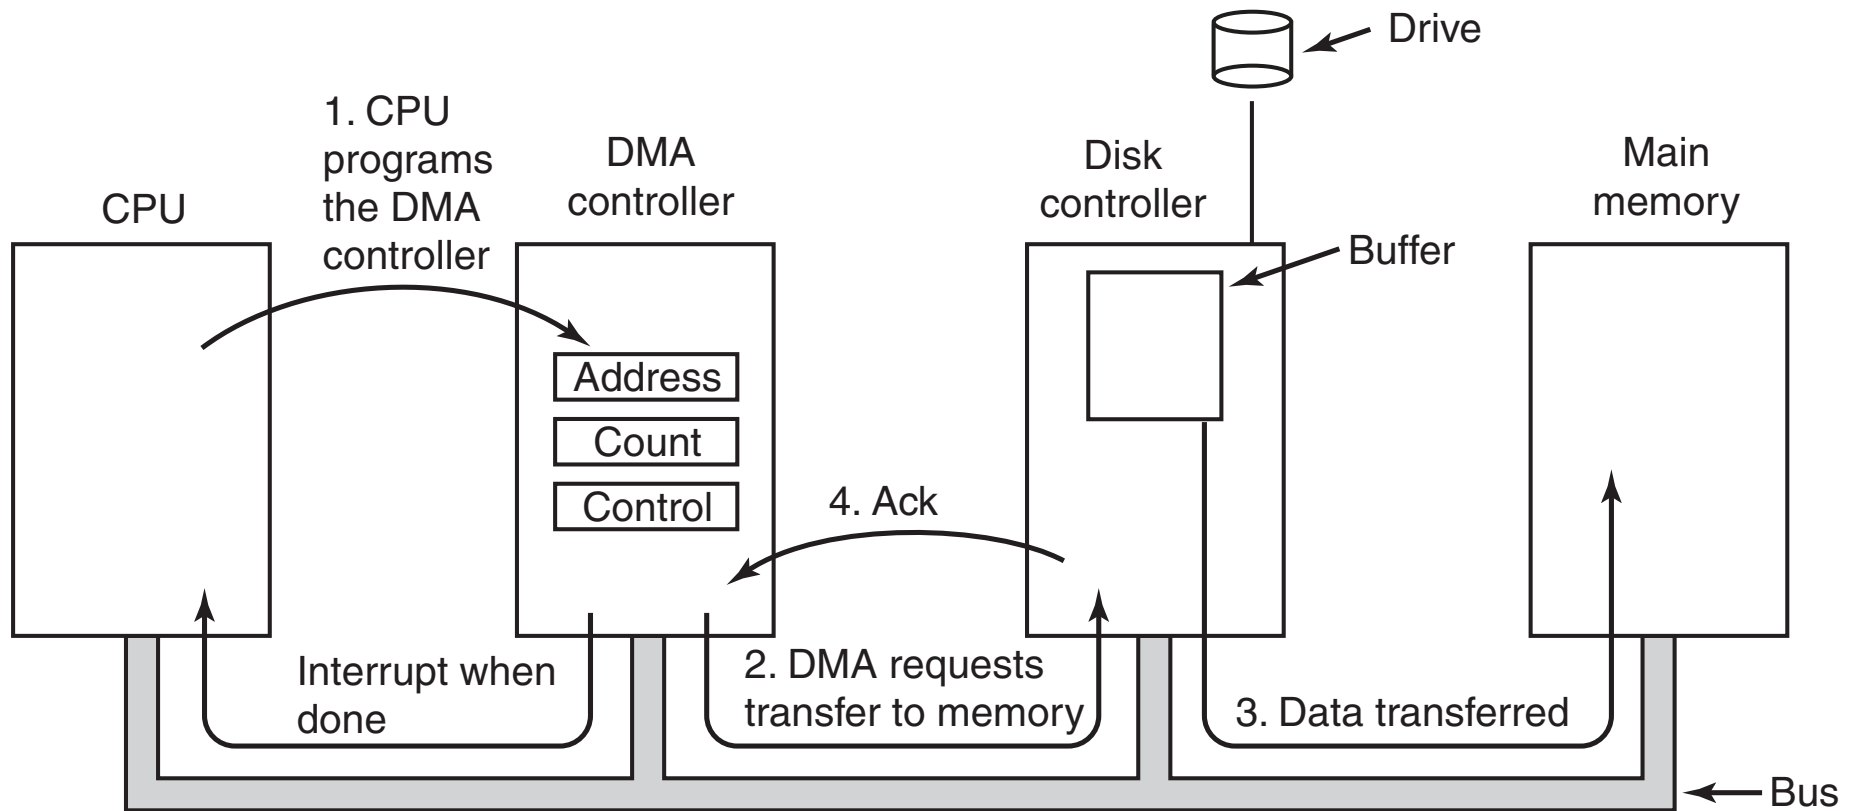 Drive
1. CPU
programs
the DMA
controller
CPU
DMA
controller
Disk
controller
Main
memory
Buffer
Address
Count
Control
4. Ack
Interrupt when
done
2. DMA requests
transfer to memory
3. Data transferred
Bus